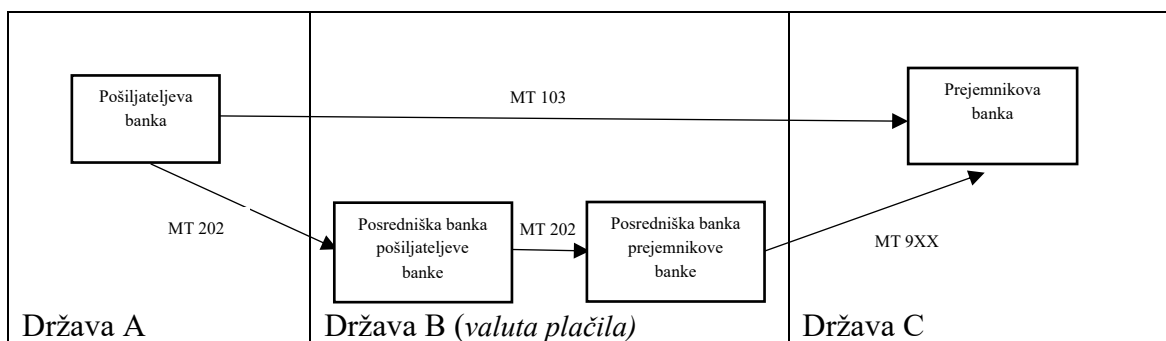 Pošiljateljeva
banka
MT 103
Prejemnikova
banka
MT 202
Posredniška banka
pošiljateljeve
banke
MT 202
Posredniška banka
prejemnikove
banke
MT 9XX
Država A
Država B (valuta plačila)
Država C